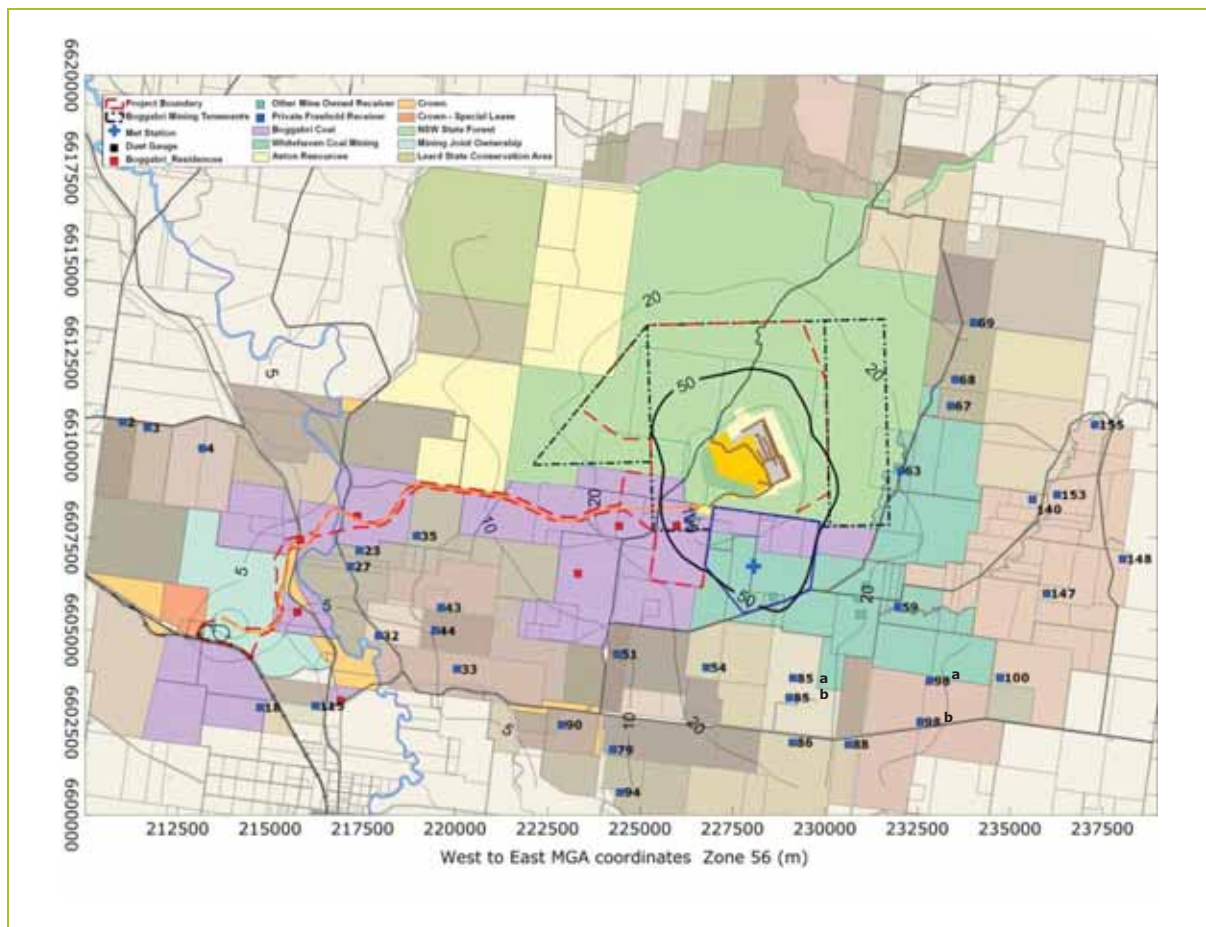 Project Boundary
Boggabri Mining Tenements
Met Station
Dust Gauge
Boggabri_Residences
Other Mine Owned Receiver
Private Freehold Receiver
Boggabri Coal
Whitehaven Coal Mining
Aston Resources
Crown
Crown - Special Lease
NSW State Forest
Mining Joint Ownership
Leard State Conservation Area
6620000
6617500
6615000
6612500
6610000
6607500
6605000
6602500
6600000
20
69
5
50
20
68
67
2
3
4
155
63
20
10
153
140
35
23
27
148
5
5
50
20
147
43
59
44
32
51
54
33
85 a
85 b
98 a
100
18
115
90
5
10
20
98 b
79
86
88
94
212500 215000 217500 220000 222500 225000 227500 230000 232500 235000 237500
West to East MGA coordinates Zone 56 (m)